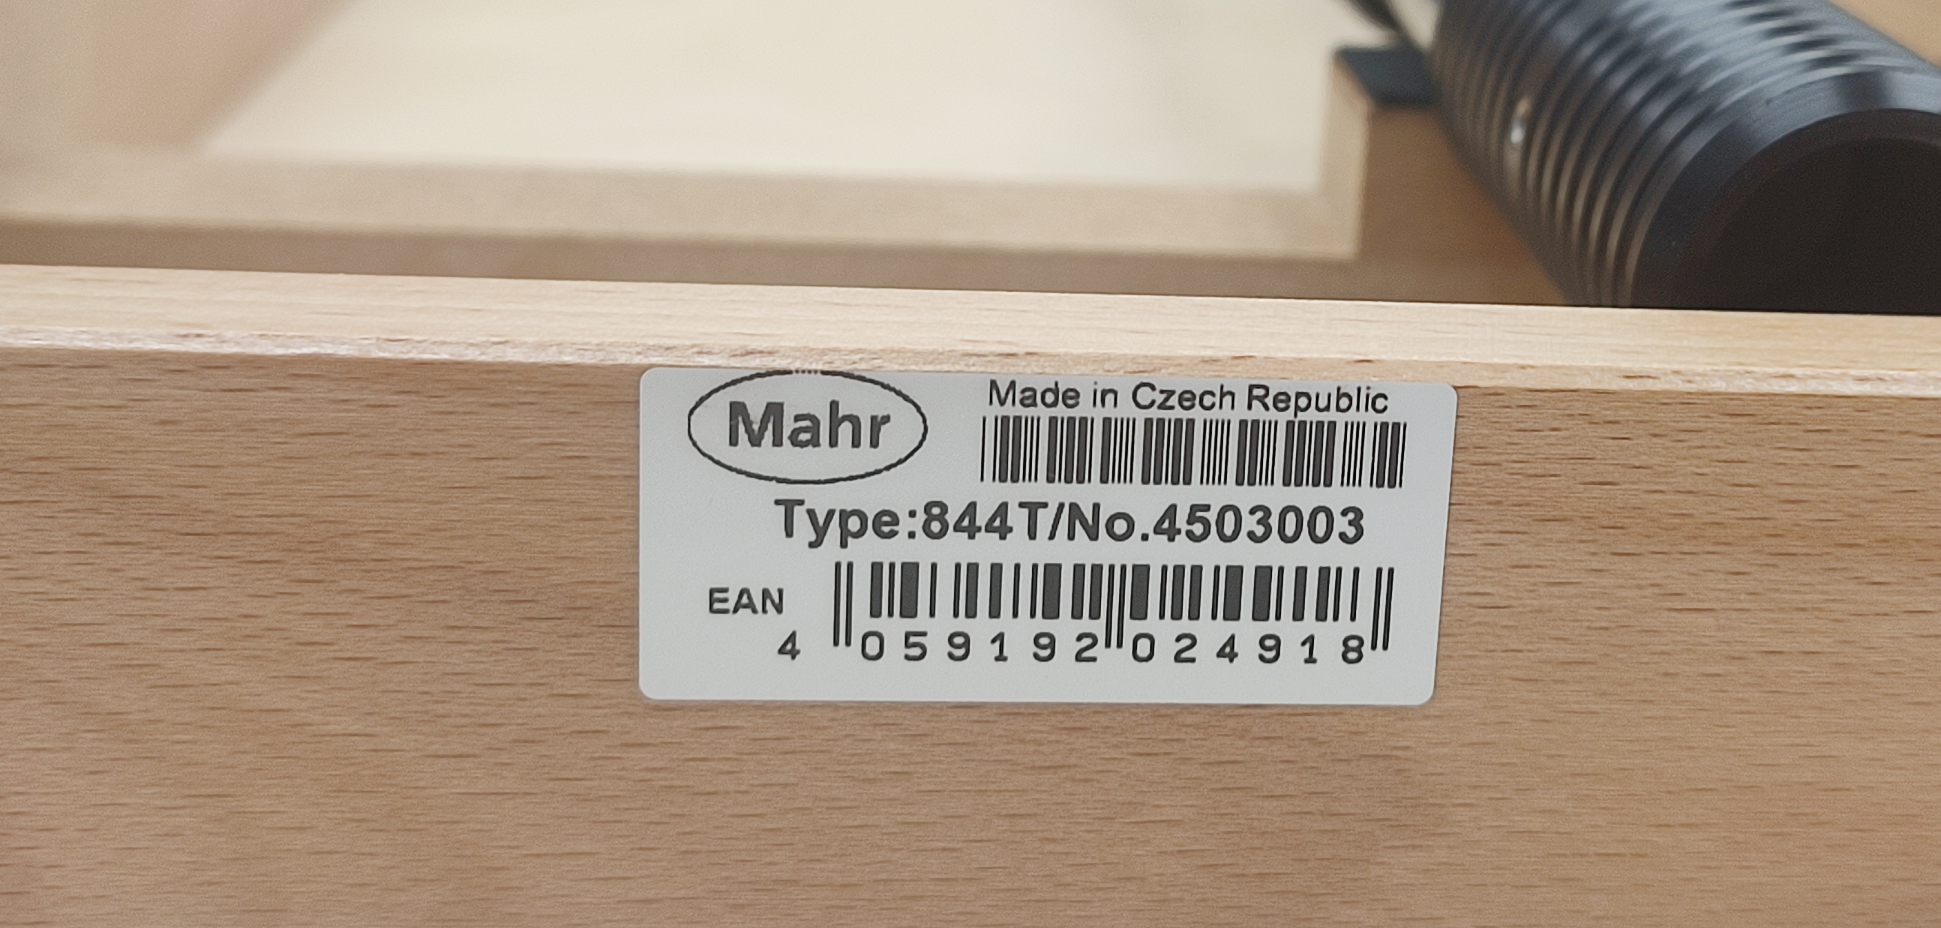 Mahr
Made in Czech Republic
Type:844T/No.4503003
EAN
4 059192 024918